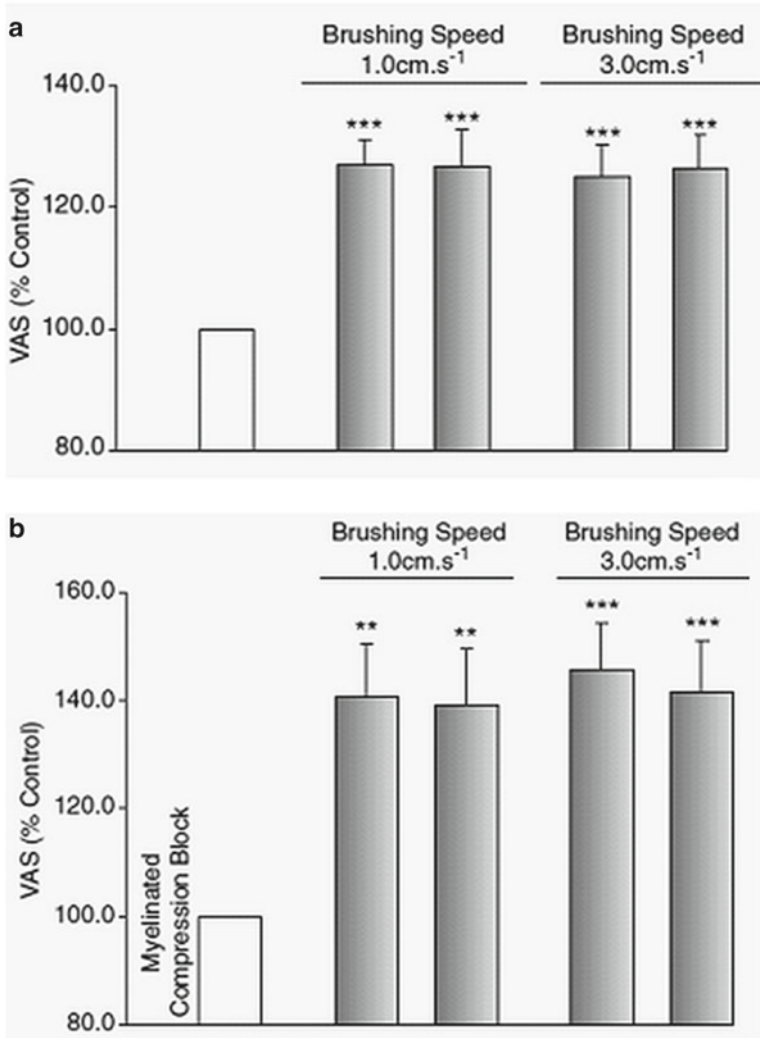 a
Brushing Speed
1.0cm.s-1
Brushing Speed
3.0cm.s-1
VAS (% Control)
140.0
120.0
100.0
80.0
***
***
***
***
b
Brushing Speed
1.0cm.s-1
Brushing Speed
3.0cm.s-1
VAS (% Control)
160.0
140.0
120.0
100.0
80.0
Myelinated
Compression Block
**
**
***
***